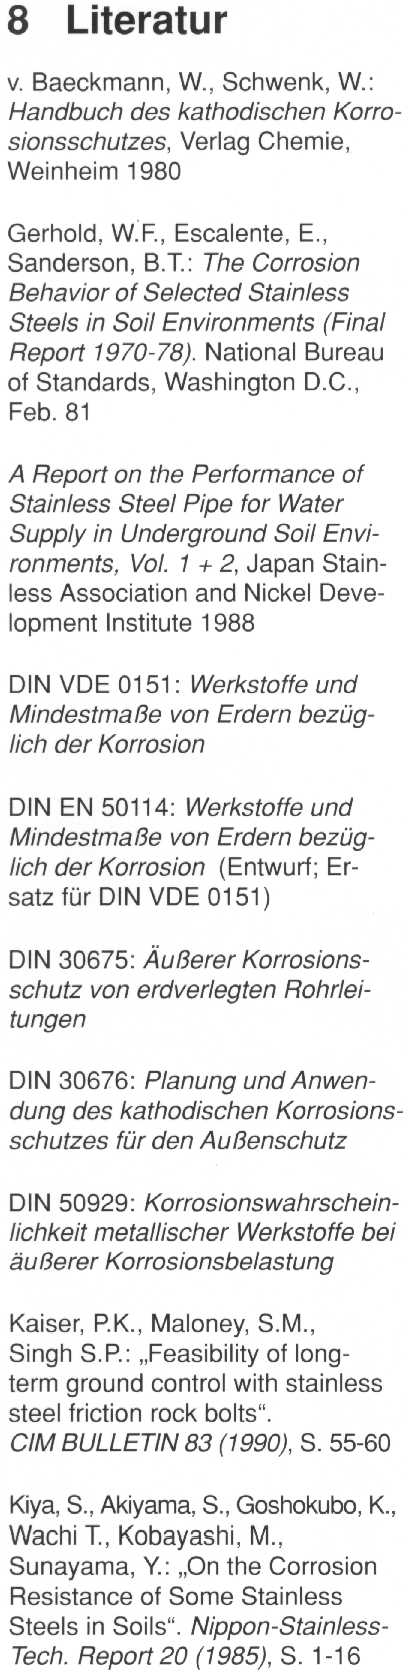 8 Literatur
v. Baeckmann, W., Schwenk, W.:
Handbuch des kathodischen Korro-
sionsschutzes, Verlag Chemie,
Weinheim 1980
Gerhold, W.F., Escalente, E.,
Sanderson, B.T.: The Corrosion
Behavior of Selected Stainless
Steels in Soil Environments (Final
Report 1970-78). National Bureau
of Standards, Washington D.C.,
Feb. 81
A Report on the Performance of
Stainless Steel Pipe for Water
Supply in Underground Soil Envi-
ronments, Vol. 1 + 2, Japan Stain-
less Association and Nickel Deve-
lopment Institute 1988
DIN VDE 0151: Werkstoffe und
Mindestmaße von Erdern bezüg-
lich der Korrosion
DIN EN 50114: Werkstoffe und
Mindestmaße von Erdern bezüg-
lich der Korrosion (Entwurf; Er-
satz für DIN VDE 0151)
DIN 30675: Äußerer Korrosions-
schutz von erdverlegten Rohrlei-
tungen
DIN 30676: Planung und Anwen-
dung des kathodischen Korrosions-
schutzes für den Außenschutz
DIN 50929: Korrosionswahrschein-
lichkeit metallischer Werkstoffe bei
äußerer Korrosionsbelastung
Kaiser, P.K., Maloney, S.M.,
Singh S.P.: „Feasibility of long-
term ground control with stainless
steel friction rock bolts“.
CIM BULLETIN 83 (1990), S. 55-60
Kiya, S., Akiyama, S., Goshokubo, K.,
Wachi T., Kobayashi, M.,
Sunayama, Y.: „On the Corrosion
Resistance of Some Stainless
Steels in Soils“. Nippon-Stainless-
Tech. Report 20 (1985), S. 1-16